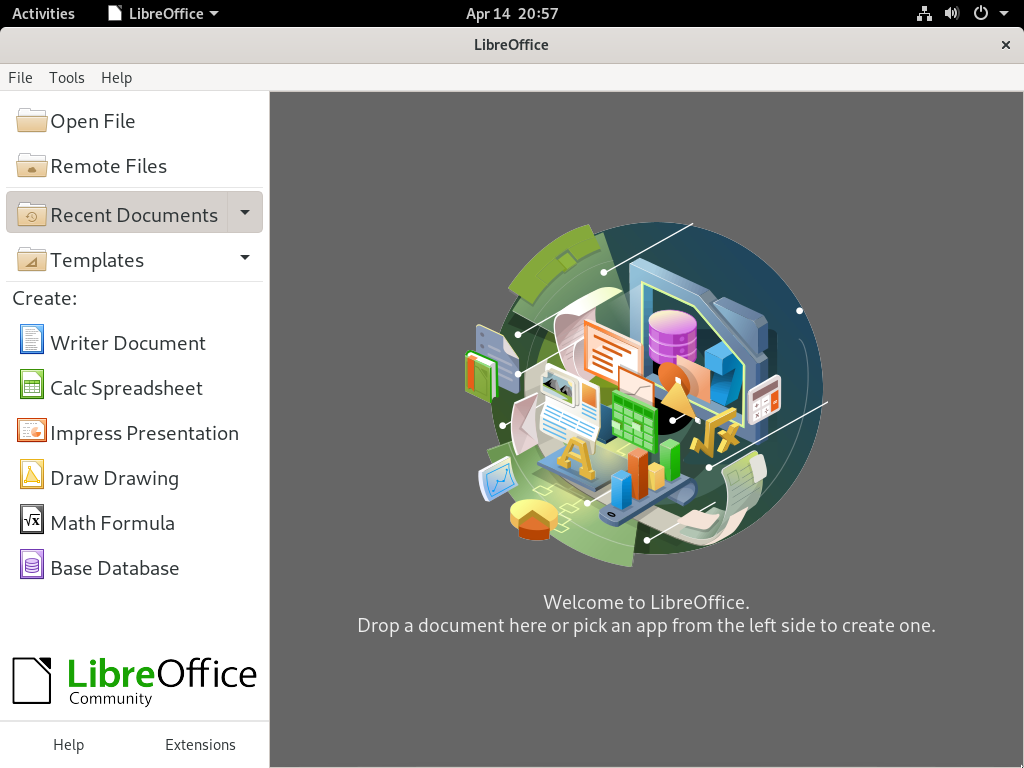 Activities
LibreOffice
Apr 14 20:57
LibreOffice
File Tools Help
Open File
Remote Files
Recent Documents
Templates
Create:
Writer Document
Calc Spreadsheet
Impress Presentation
Draw Drawing
Math Formula
Base Database
LibreOffice
Community
Help
Extensions
Welcome to LibreOffice.
Drop a document here or pick an app from the left side to create one.